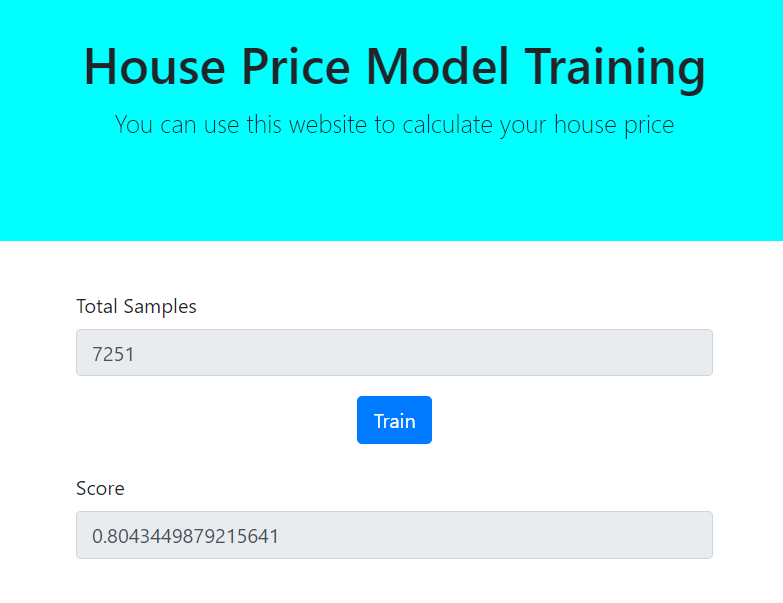 House Price Model Training
You can use this website to calculate your house price
Total Samples
7251
Train
Score
0.8043449879215641